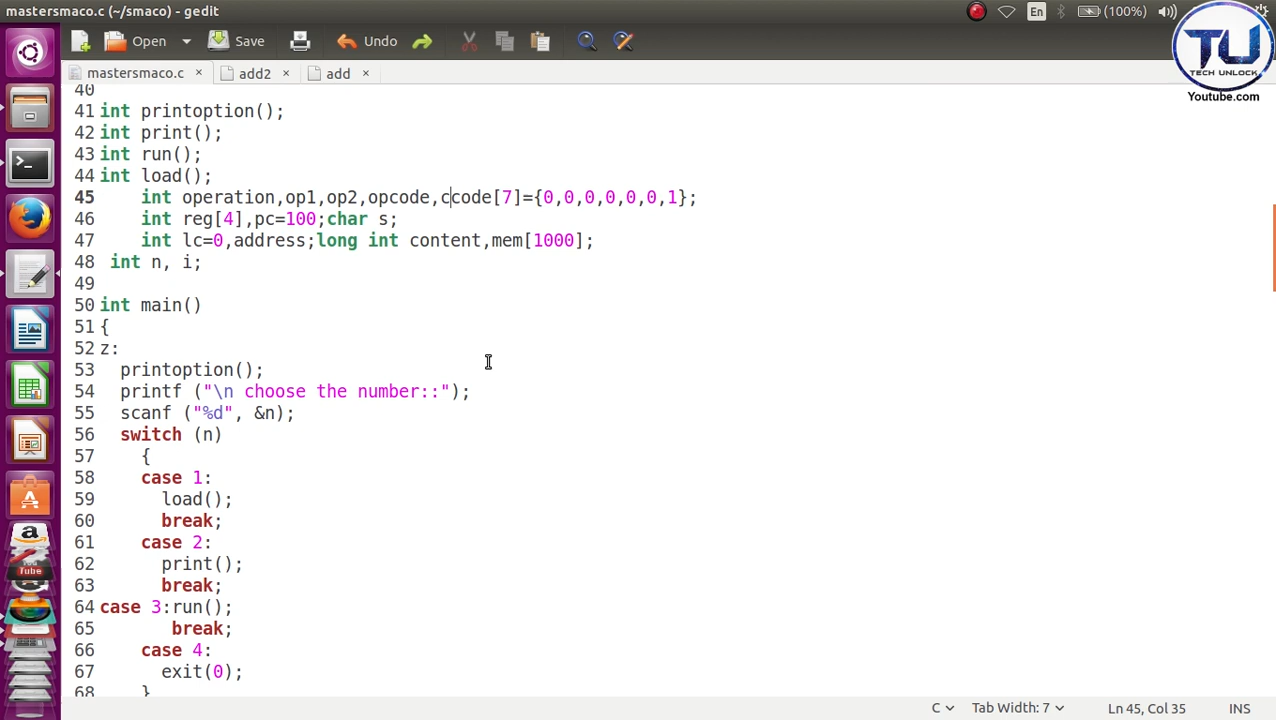 mastersmaco.c (~/smaco) - gedit
En
(100%)
Open
Save
Undo
TU
TECH UNLOCK
Youtube.com
mastersmaco.c ×
add2 ×
add ×
40
41 int printoption();
42 int print();
43 int run();
44 int load();
45 int operation,op1,op2,opcode,ccode[7]={0,0,0,0,0,0,1};
46 int reg[4],pc=100;char s;
47 int lc=0,address;long int content,mem[1000];
48 int n, i;
49
50 int main()
51 {
52 z:
53 printoption();
54 printf ("\n choose the number::");
55 scanf ("%d", &n);
56 switch (n)
57 {
58 case 1:
59 load();
60 break;
61 case 2:
62 print();
63 break;
64 case 3:run();
65 break;
66 case 4:
67 exit(0);
68 }
C
Tab Width: 7
Ln 45, Col 35
INS
A
a
Tube